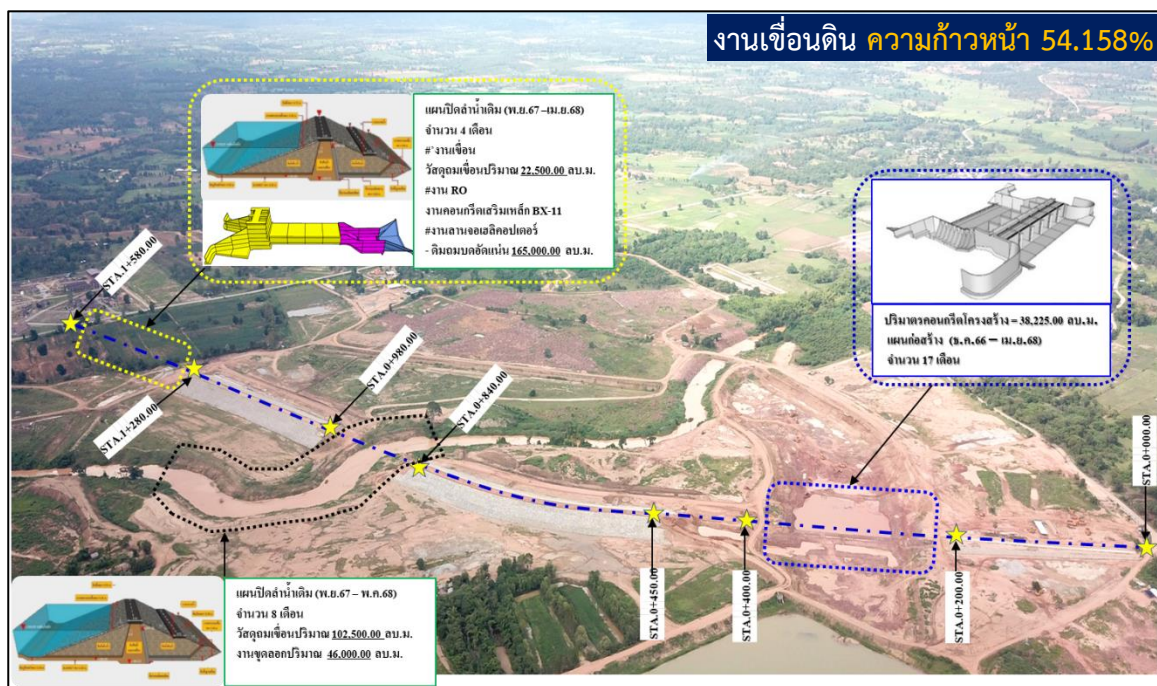 งานเขื่อนดิน ความก้าวหน้า 54.158%
แผนปิดลำน้ำเดิม (พ.ย.67 –เม.ย.68)
จำนวน 4 เดือน
#งานเขื่อน
วัสดุถมเขื่อนปริมาณ 22,500.00 ลบ.ม.
#งาน RO
งานคอนกรีตเสริมเหล็ก BX-11
#งานลานจอเฮลิคอปเตอร์
- ดินถมบดอัดแน่น 165,000.00 ลบ.ม.
ปริมาตรคอนกรีตโครงสร้าง = 38,225.00 ลบ.ม.
แผนก่อสร้าง (ธ.ค.66 – เม.ย.68)
จำนวน 17 เดือน
STA.1+580.00
STA.1+280.00
STA.0+980.00
STA.0+840.00
STA.0+450.00
STA.0+400.00
STA.0+200.00
STA.0+000.00
แผนปิดลำน้ำเดิม (พ.ย.67 – พ.ค.68)
จำนวน 8 เดือน
วัสดุถมเขื่อนปริมาณ 102,500.00 ลบ.ม.
งานขุดลอกปริมาณ 46,000.00 ลบ.ม.